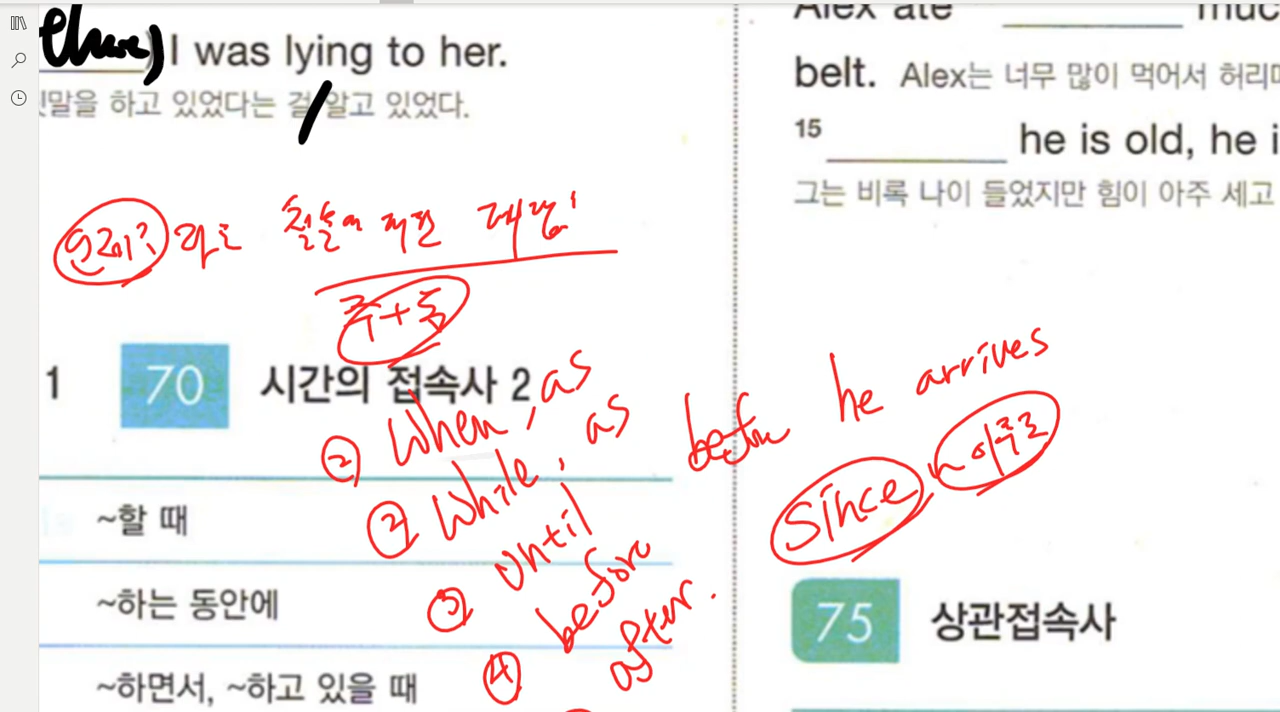 I was lying to her.
말을 하고 있었다는 걸 알고 있었다.
주+동
1 70 시간의 접속사 2
② When, as
~할 때
② While, as
~하는 동안에
③ until
④ before
after.
~하면서, ~하고 있을 때
before he arrives
Since ~ 이후로
Alex ate ________ muc
belt. Alex는 너무 많이 먹어서 허리
15 ________ he is old, he i
그는 비록 나이 들었지만 힘이 아주 세고
75 상관접속사